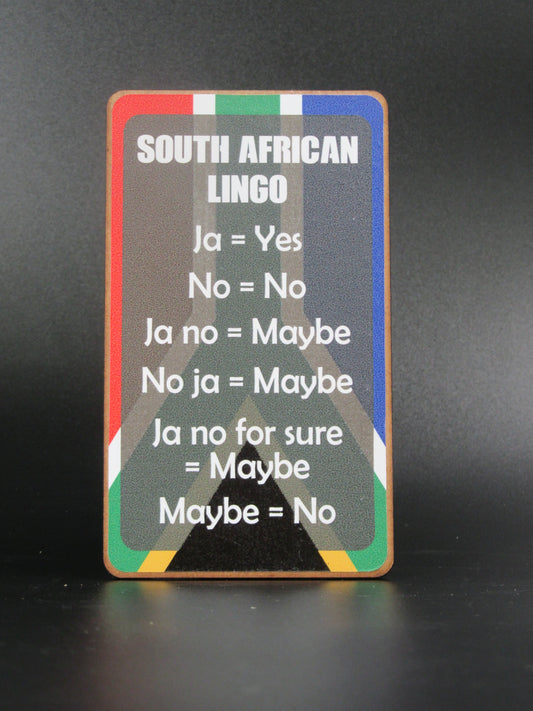 SOUTH AFRICAN
LINGO
Ja = Yes
No = No
Ja no = Maybe
No ja = Maybe
Ja no for sure
= Maybe
Maybe = No